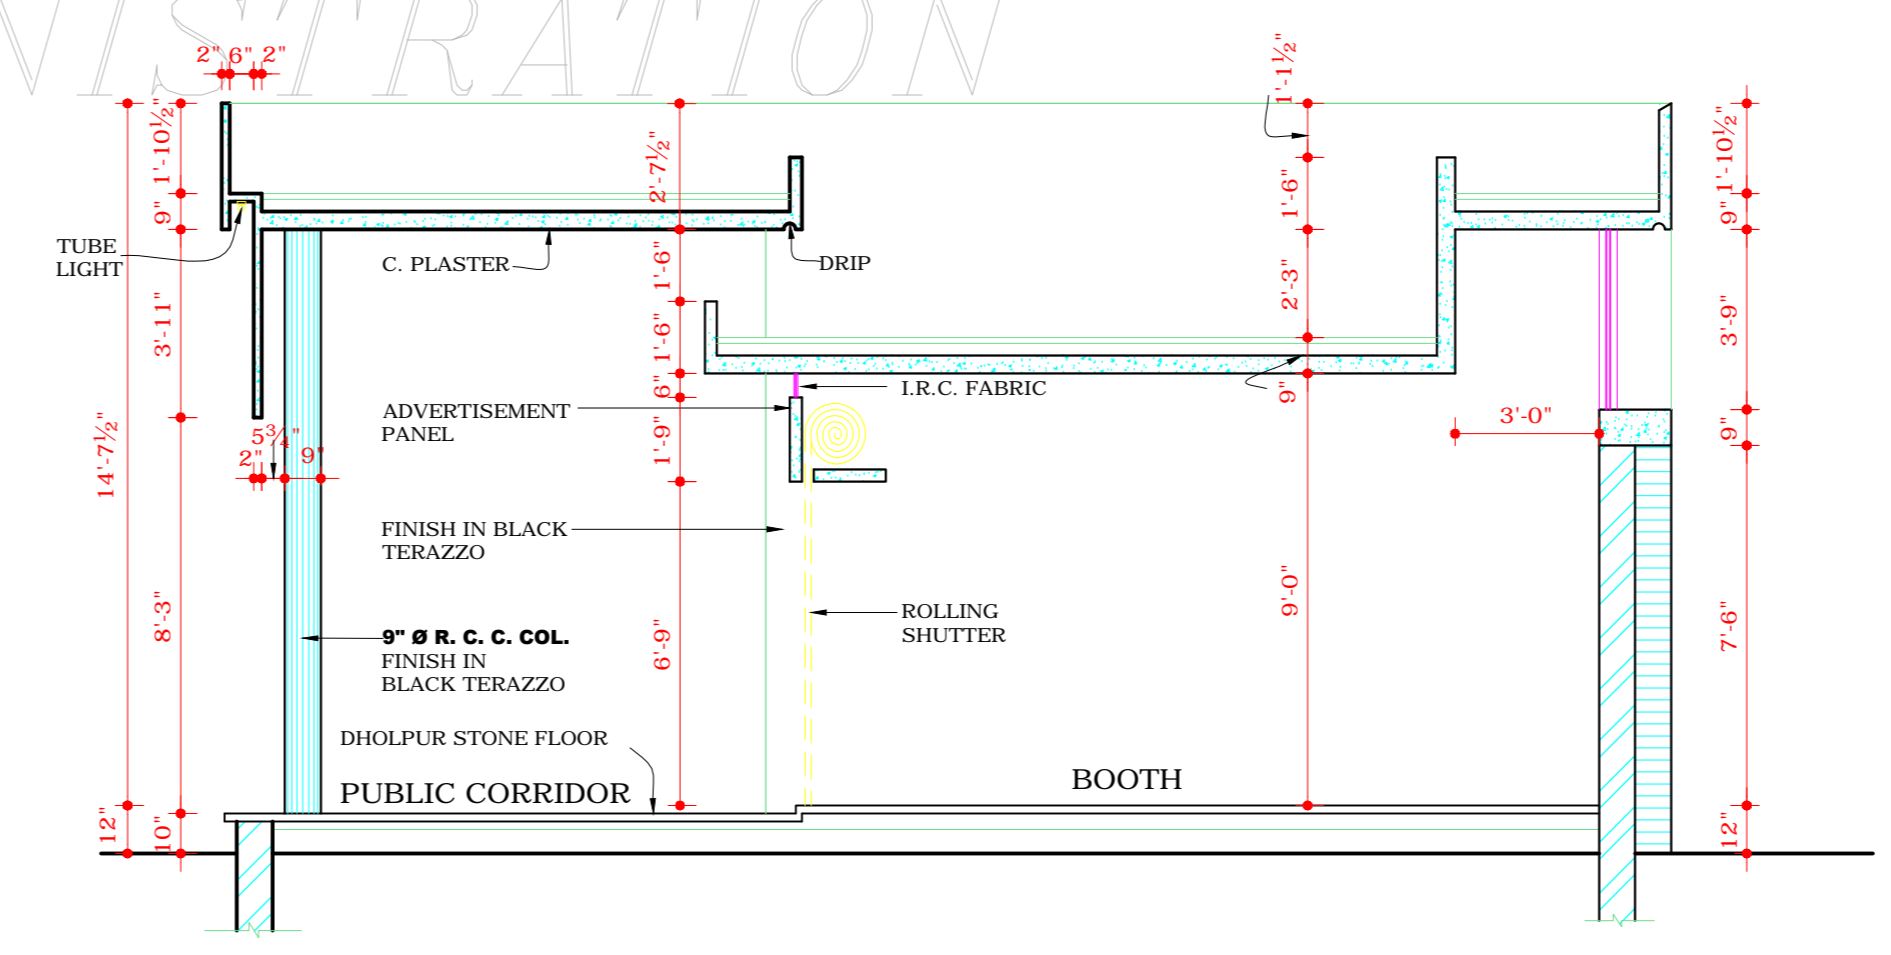 NISTRATION
2" 6" 2"
1'-1½"
1'-10½"
2'-7½"
1'-6"
1'-10½"
9"
9"
TUBE
LIGHT
C. PLASTER
DRIP
1'-6"
2'-3"
3'-11"
1'-6"
3'-9"
6"
I.R.C. FABRIC
9"
ADVERTISEMENT
PANEL
3'-0"
9"
14'-7½"
5¾"
2"
9"
1'-9"
FINISH IN BLACK
TERAZZO
8'-3"
9'-0"
ROLLING
SHUTTER
9" Ø R. C. C. COL.
FINISH IN
BLACK TERAZZO
6'-9"
7'-6"
DHOLPUR STONE FLOOR
PUBLIC CORRIDOR
BOOTH
12"
10"
12"